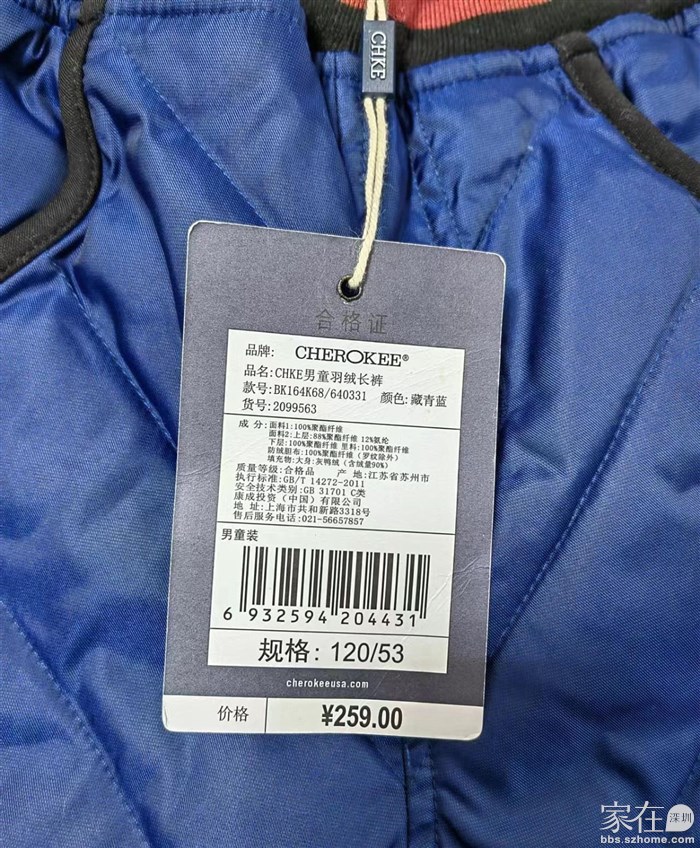 CHKE
合格证
品牌: CHEROKEE®
品名:CHKE男童羽绒长裤
款号:BK164K68/640331 颜色:藏青蓝
货号:2099563
成 分:面料1:100%聚酯纤维
面料2:上层:88%聚酯纤维 12%氨纶
下层:100%聚酯纤维 里料:100%聚酯纤维
防绒胆布:100%聚酯纤维(罗纹除外)
填充物:大身:灰鸭绒(含绒量90%)
质量等级:合格品 产 地:江苏省苏州市
执行标准:GB/T 14272-2011
安全技术类别:GB 31701 C类
康成投资(中国)有限公司
地 址:上海市共和新路3318号
售后服务电话:021-56657857
男童装
6 932594 204431
规格: 120/53
cherokeeusa.com
价格 ¥259.00
家在 深圳
bbs.szhome.com